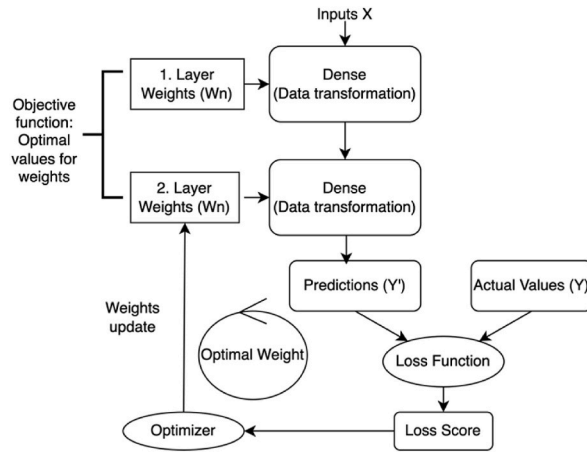 Inputs X
1. Layer
Weights (Wn)
Dense
(Data transformation)
Objective
function:
Optimal
values for
weights
2. Layer
Weights (Wn)
Dense
(Data transformation)
Predictions (Y')
Actual Values (Y)
Weights
update
Optimal Weight
Loss Function
Optimizer
Loss Score